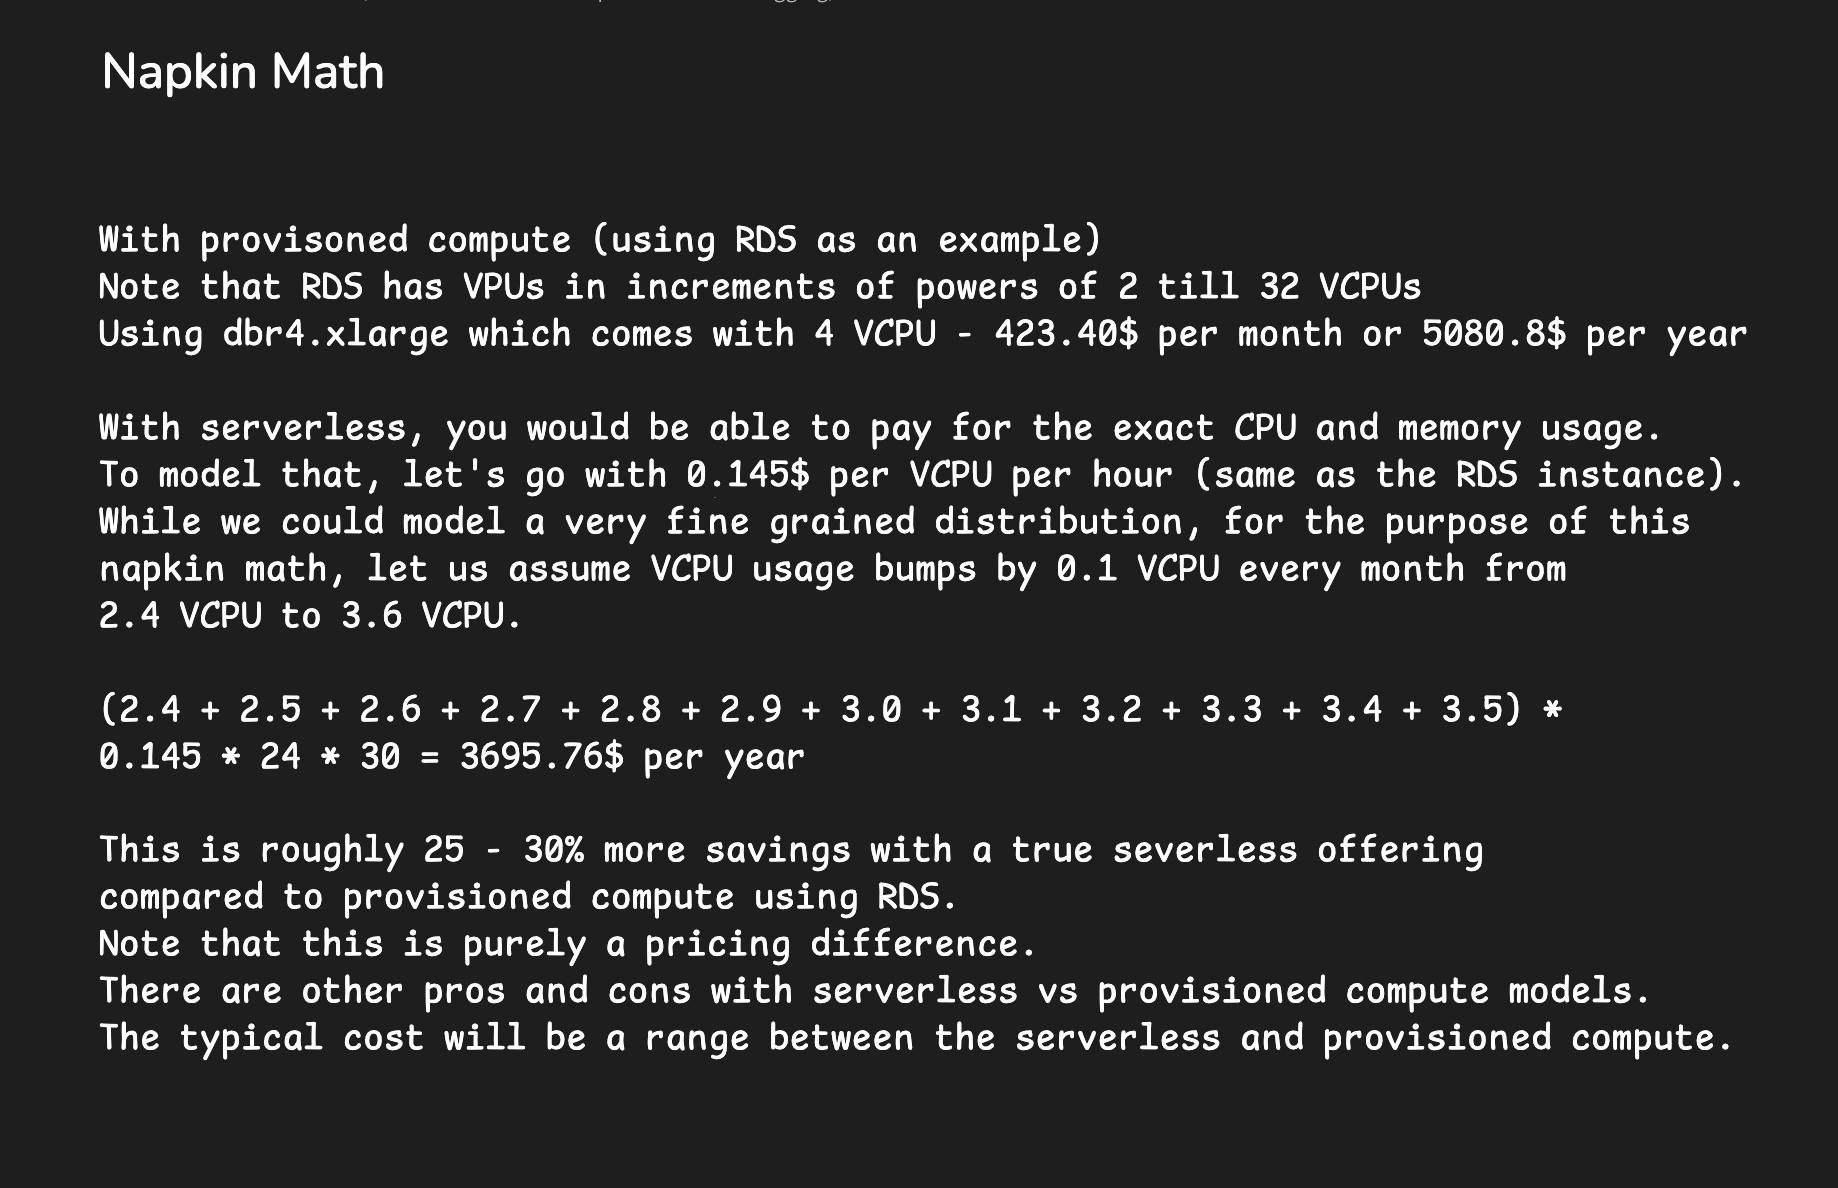 Napkin Math
With provisoned compute (using RDS as an example)
Note that RDS has VPUs in increments of powers of 2 till 32 VCPUs
Using dbr4.xlarge which comes with 4 VCPU - 423.40$ per month or 5080.8$ per year
With serverless, you would be able to pay for the exact CPU and memory usage.
To model that, let's go with 0.145$ per VCPU per hour (same as the RDS instance).
While we could model a very fine grained distribution, for the purpose of this
napkin math, let us assume VCPU usage bumps by 0.1 VCPU every month from
2.4 VCPU to 3.6 VCPU.
(2.4 + 2.5 + 2.6 + 2.7 + 2.8 + 2.9 + 3.0 + 3.1 + 3.2 + 3.3 + 3.4 + 3.5) *
0.145 * 24 * 30 = 3695.76$ per year
This is roughly 25 - 30% more savings with a true severless offering
compared to provisioned compute using RDS.
Note that this is purely a pricing difference.
There are other pros and cons with serverless vs provisioned compute models.
The typical cost will be a range between the serverless and provisioned compute.